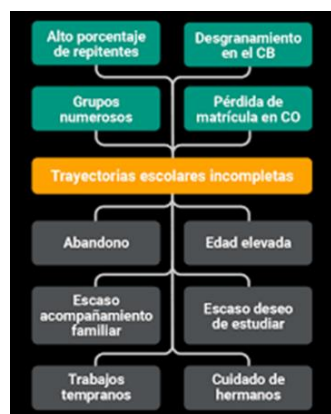 Alto porcentaje
de repitentes
Desgranamiento
en el CB
Grupos
numerosos
Pérdida de
matrícula en CO
Trayectorias escolares incompletas
Abandono
Edad elevada
Escaso
acompañamiento
familiar
Escaso deseo
de estudiar
Trabajos
tempranos
Cuidado de
hermanos